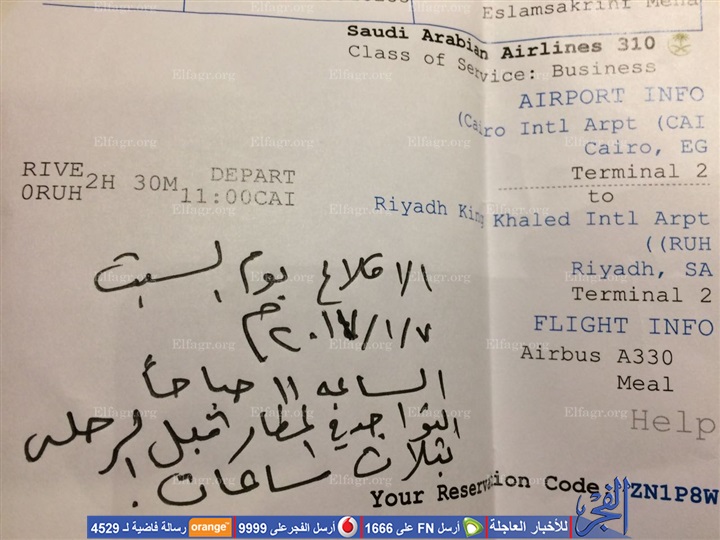 Eslamsakrini Mena
Saudi Arabian Airlines 310
Class of Service: Business
AIRPORT INFO
(Cairo Intl Arpt (CAI
Cairo, EG
Terminal 2
to
Riyadh King Khaled Intl Arpt
((RUH
Riyadh, SA
Terminal 2
FLIGHT INFO
Airbus A330
Meal
Help
Your Reservation Code: ZN1P8W
RIVE 2H 30M DEPART
0RUH 11:00CAI
الاقلاع يوم السبت
٢٠١٧/١/٧م
الساعه ١١ صباحاً
التواجد في المطار قبل الرحله
بثلاث ساعات .
Elfagr.org
الفجر
للأخبار العاجلة
أرسل FN على 1666
أرسل الفجر على 9999
orange رسالة فاضية لـ 4529